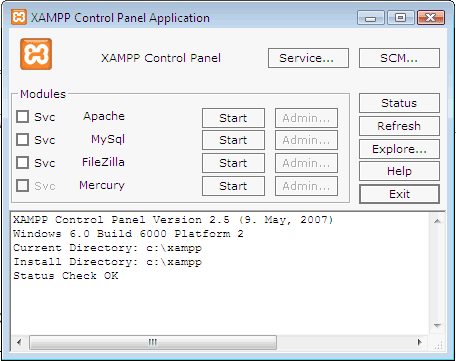 XAMPP Control Panel Application
XAMPP Control Panel
Service...
SCM...
Modules
Svc Apache Start Admin...
Svc MySql Start Admin...
Svc FileZilla Start Admin...
Svc Mercury Start Admin...
Status
Refresh
Explore...
Help
Exit
XAMPP Control Panel Version 2.5 (9. May, 2007)
Windows 6.0 Build 6000 Platform 2
Current Directory: c:\xampp
Install Directory: c:\xampp
Status Check OK